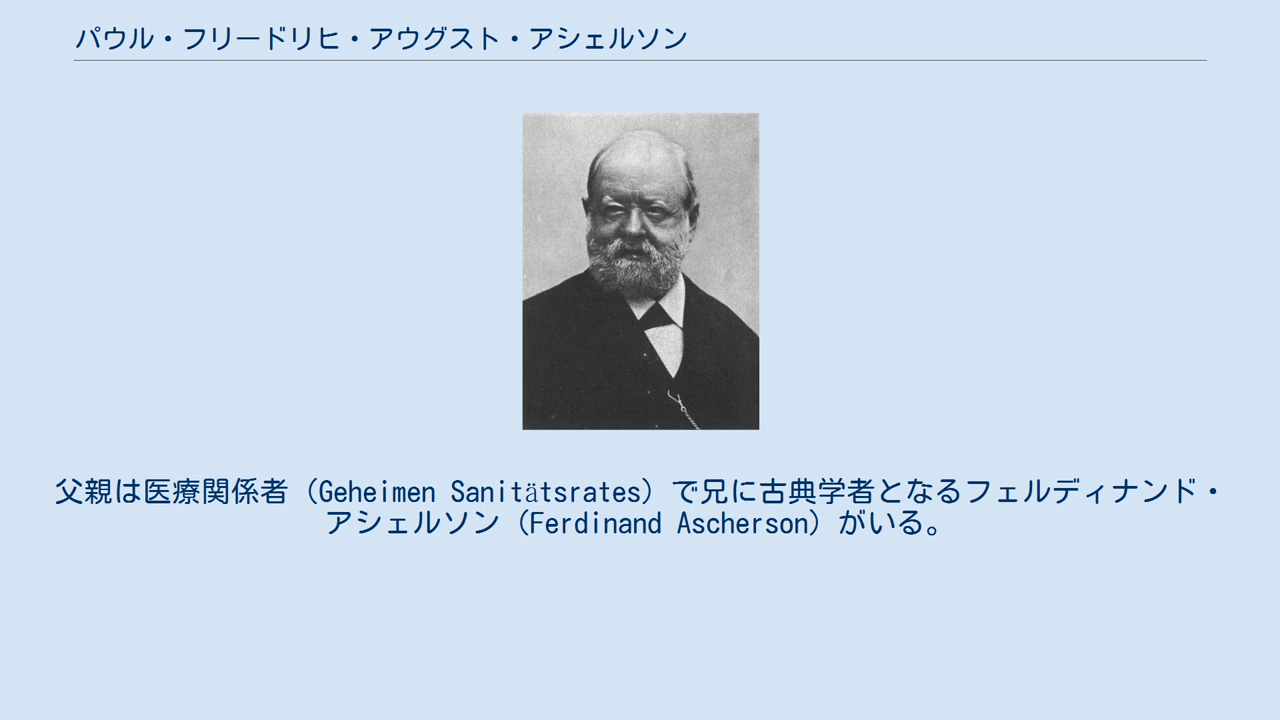 パウル・フリードリヒ・アウグスト・アシェルソン
父親は医療関係者（Geheimen Sanitätsrates）で兄に古典学者となるフェルディナンド・
アシェルソン（Ferdinand Ascherson）がいる。